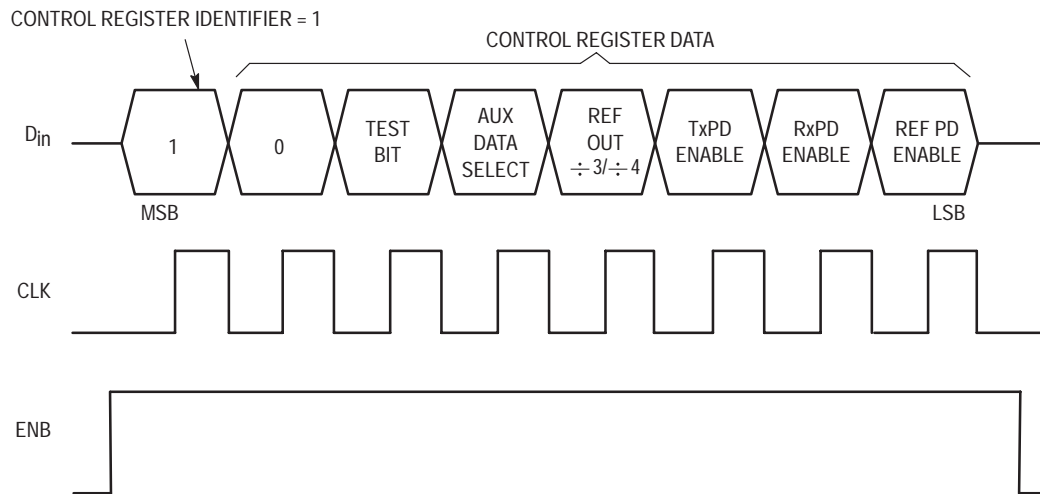 CONTROL REGISTER IDENTIFIER = 1
CONTROL REGISTER DATA
Din
1
0
TEST
BIT
AUX
DATA
SELECT
REF
OUT
÷3/÷4
TxPD
ENABLE
RxPD
ENABLE
REF PD
ENABLE
MSB
LSB
CLK
ENB